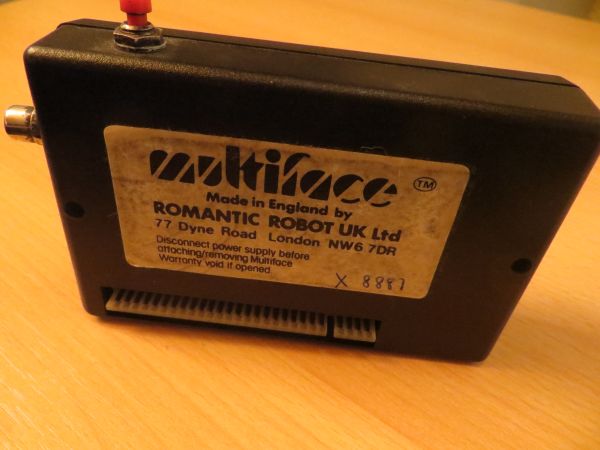 multiface TM
Made in England by
ROMANTIC ROBOT UK Ltd
77 Dyne Road London NW6 7DR
Disconnect power supply before
attaching/removing Multiface
Warranty void if opened
X 8887